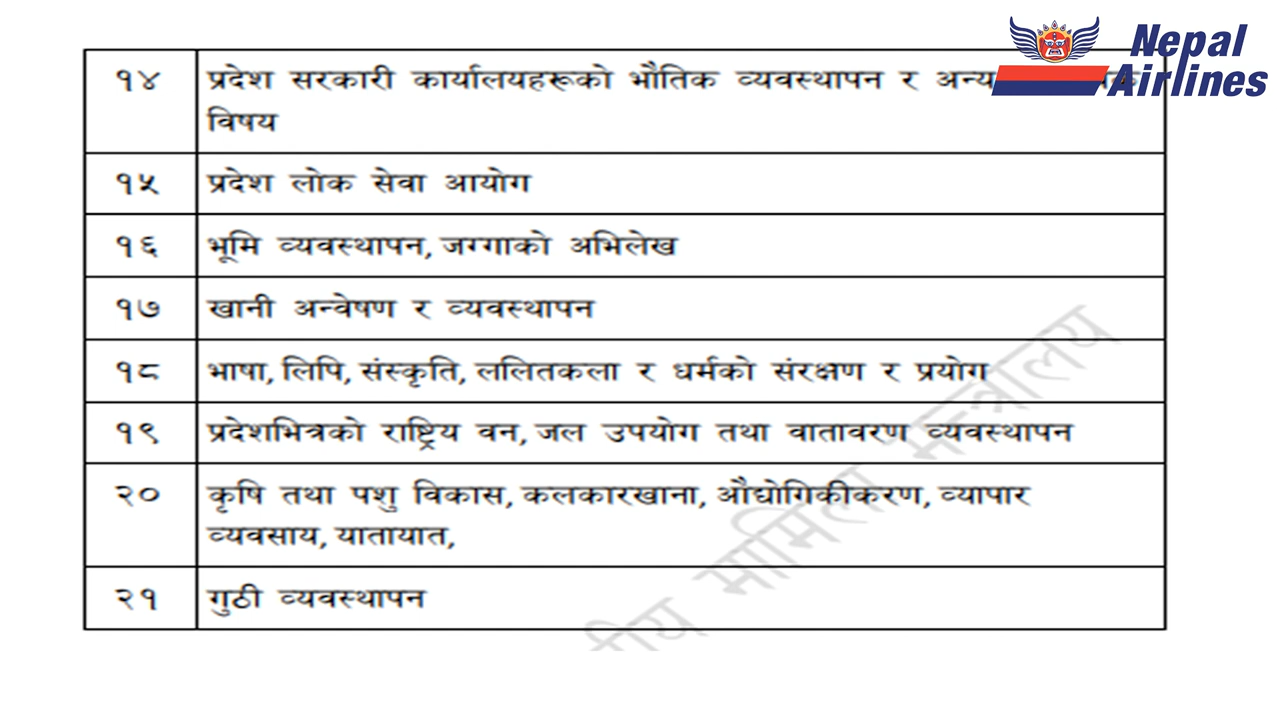 Nepal
Airlines
१४ प्रदेश सरकारी कार्यालयहरूको भौतिक व्यवस्थापन र अन्य
विषय
१५ प्रदेश लोक सेवा आयोग
१६ भूमि व्यवस्थापन, जग्गाको अभिलेख
१७ खानी अन्वेषण र व्यवस्थापन
१८ भाषा, लिपि, संस्कृति, ललितकला र धर्मको संरक्षण र प्रयोग
१९ प्रदेशभित्रको राष्ट्रिय वन, जल उपयोग तथा वातावरण व्यवस्थापन
२० कृषि तथा पशु विकास, कलकारखाना, औद्योगिकीकरण, व्यापार
व्यवसाय, यातायात,
२१ गुठी व्यवस्थापन
मामिला मन्त्रालय